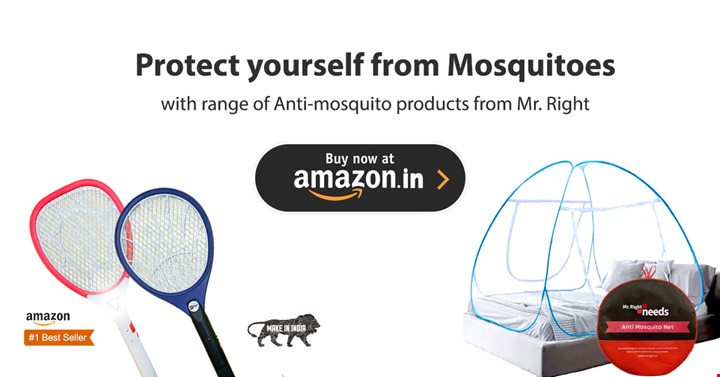 Protect yourself from Mosquitoes
with range of Anti-mosquito products from Mr. Right
Buy now at
amazon.in
amazon
#1 Best Seller
MAKE IN INDIA
Mr.Right needs
Anti Mosquito Net